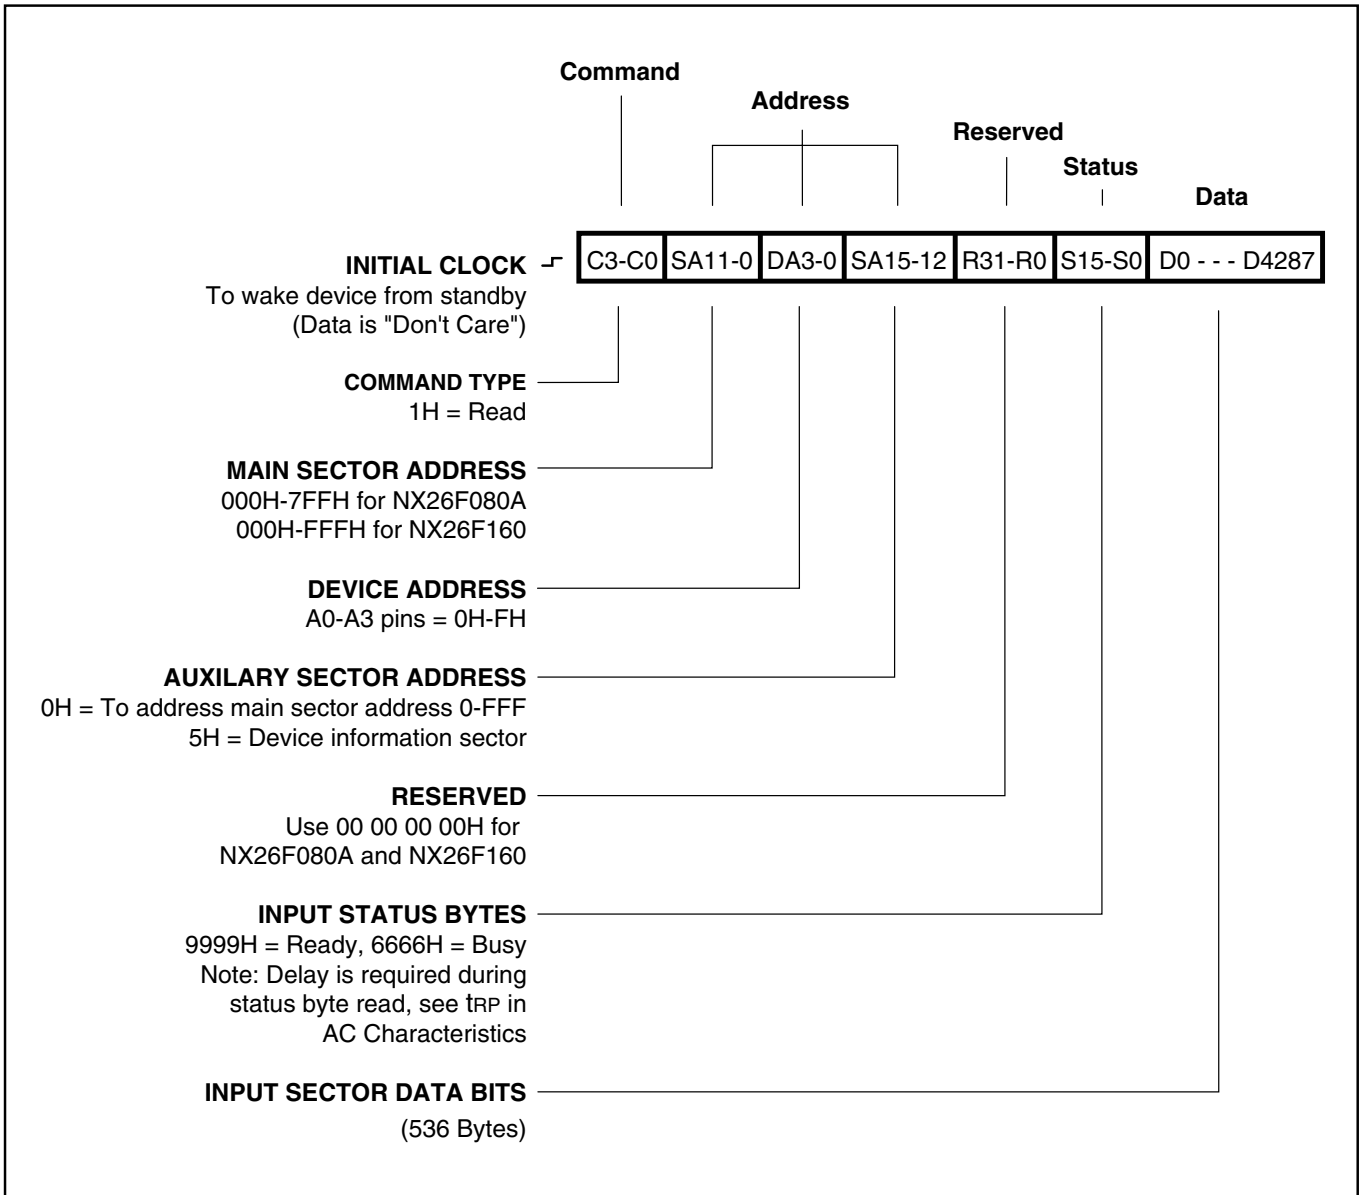 Command
Address
Reserved
Status
Data
C3-C0 SA11-0 DA3-0 SA15-12 R31-R0 S15-S0 D0 - - - D4287
INITIAL CLOCK
To wake device from standby
(Data is "Don't Care")
COMMAND TYPE
1H = Read
MAIN SECTOR ADDRESS
000H-7FFH for NX26F080A
000H-FFFH for NX26F160
DEVICE ADDRESS
A0-A3 pins = 0H-FH
AUXILARY SECTOR ADDRESS
0H = To address main sector address 0-FFF
5H = Device information sector
RESERVED
Use 00 00 00 00H for
NX26F080A and NX26F160
INPUT STATUS BYTES
9999H = Ready, 6666H = Busy
Note: Delay is required during
status byte read, see tRP in
AC Characteristics
INPUT SECTOR DATA BITS
(536 Bytes)